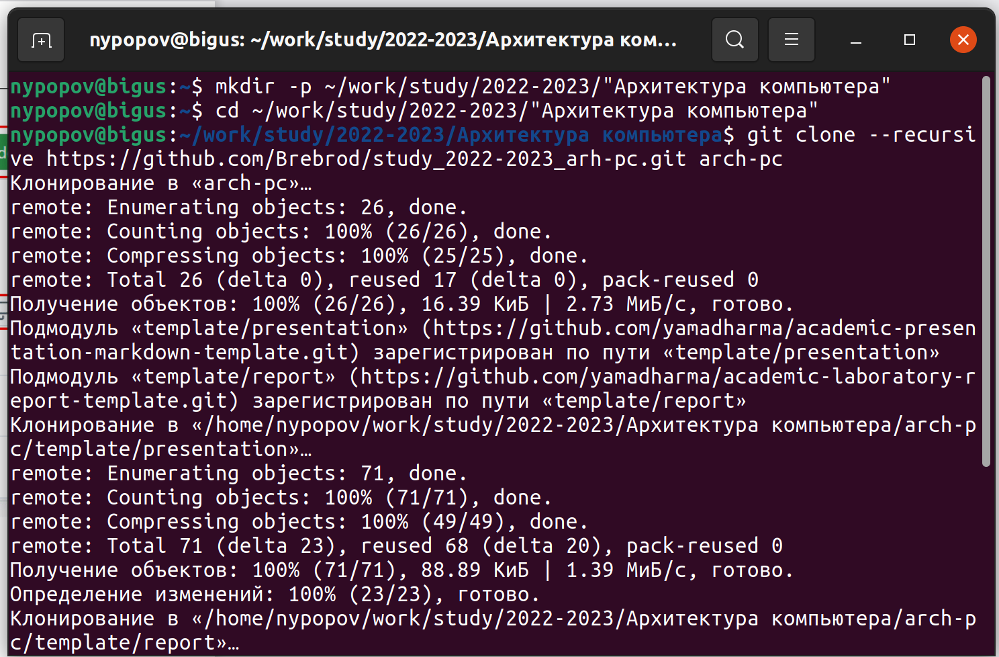 nypopov@bigus: ~/work/study/2022-2023/Архитектура ком...
nypopov@bigus:~$ mkdir -p ~/work/study/2022-2023/"Архитектура компьютера"
nypopov@bigus:~$ cd ~/work/study/2022-2023/"Архитектура компьютера"
nypopov@bigus:~/work/study/2022-2023/Архитектура компьютера$ git clone --recursi
ve https://github.com/Brebrod/study_2022-2023_arh-pc.git arch-pc
Клонирование в «arch-pc»…
remote: Enumerating objects: 26, done.
remote: Counting objects: 100% (26/26), done.
remote: Compressing objects: 100% (25/25), done.
remote: Total 26 (delta 0), reused 17 (delta 0), pack-reused 0
Получение объектов: 100% (26/26), 16.39 КиБ | 2.73 МиБ/с, готово.
Подмодуль «template/presentation» (https://github.com/yamadharma/academic-presen
tation-markdown-template.git) зарегистрирован по пути «template/presentation»
Подмодуль «template/report» (https://github.com/yamadharma/academic-laboratory-r
eport-template.git) зарегистрирован по пути «template/report»
Клонирование в «/home/nypopov/work/study/2022-2023/Архитектура компьютера/arch-p
c/template/presentation»…
remote: Enumerating objects: 71, done.
remote: Counting objects: 100% (71/71), done.
remote: Compressing objects: 100% (49/49), done.
remote: Total 71 (delta 23), reused 68 (delta 20), pack-reused 0
Получение объектов: 100% (71/71), 88.89 КиБ | 1.39 МиБ/с, готово.
Определение изменений: 100% (23/23), готово.
Клонирование в «/home/nypopov/work/study/2022-2023/Архитектура компьютера/arch-p
c/template/report»…